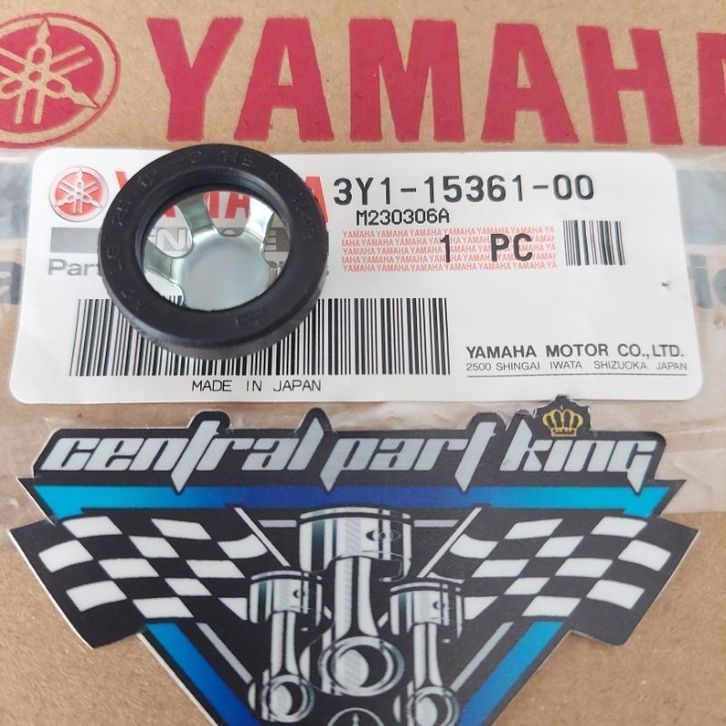 YAMAHA
YAMAHA 3Y1-15361-00
M230306A
1 PC
YAMAHA MOTOR CO.,LTD.
2500 SHINGAI IWATA SHIZUOKA JAPAN
MADE IN JAPAN
central part king